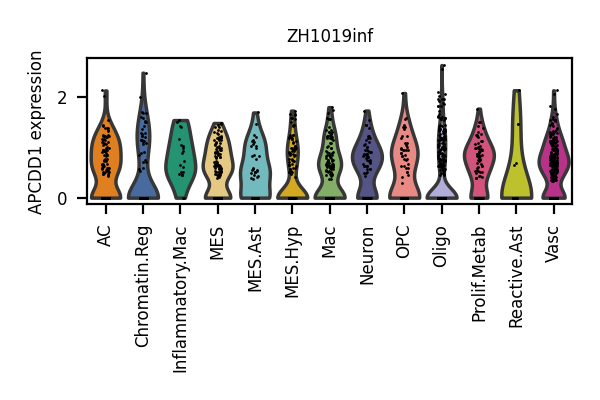 ZH1019inf
APCDD1 expression
2
0
AC
Chromatin.Reg
Inflammatory.Mac
MES
MES.Ast
MES.Hyp
Mac
Neuron
OPC
Oligo
Prolif.Metab
Reactive.Ast
Vasc